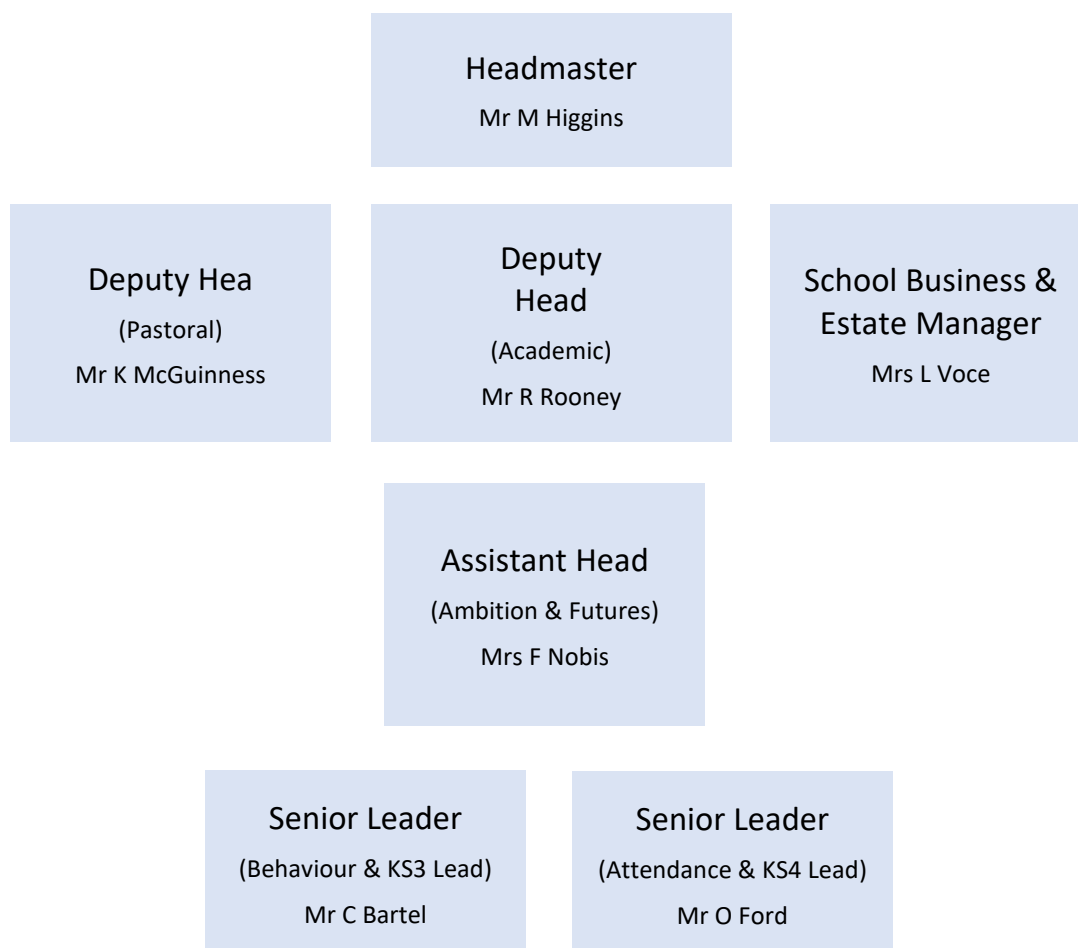 Headmaster
Mr M Higgins
Deputy Hea
(Pastoral)
Mr K McGuinness
Deputy
Head
(Academic)
Mr R Rooney
School Business &
Estate Manager
Mrs L Voce
Assistant Head
(Ambition & Futures)
Mrs F Nobis
Senior Leader
(Behaviour & KS3 Lead)
Mr C Bartel
Senior Leader
(Attendance & KS4 Lead)
Mr O Ford